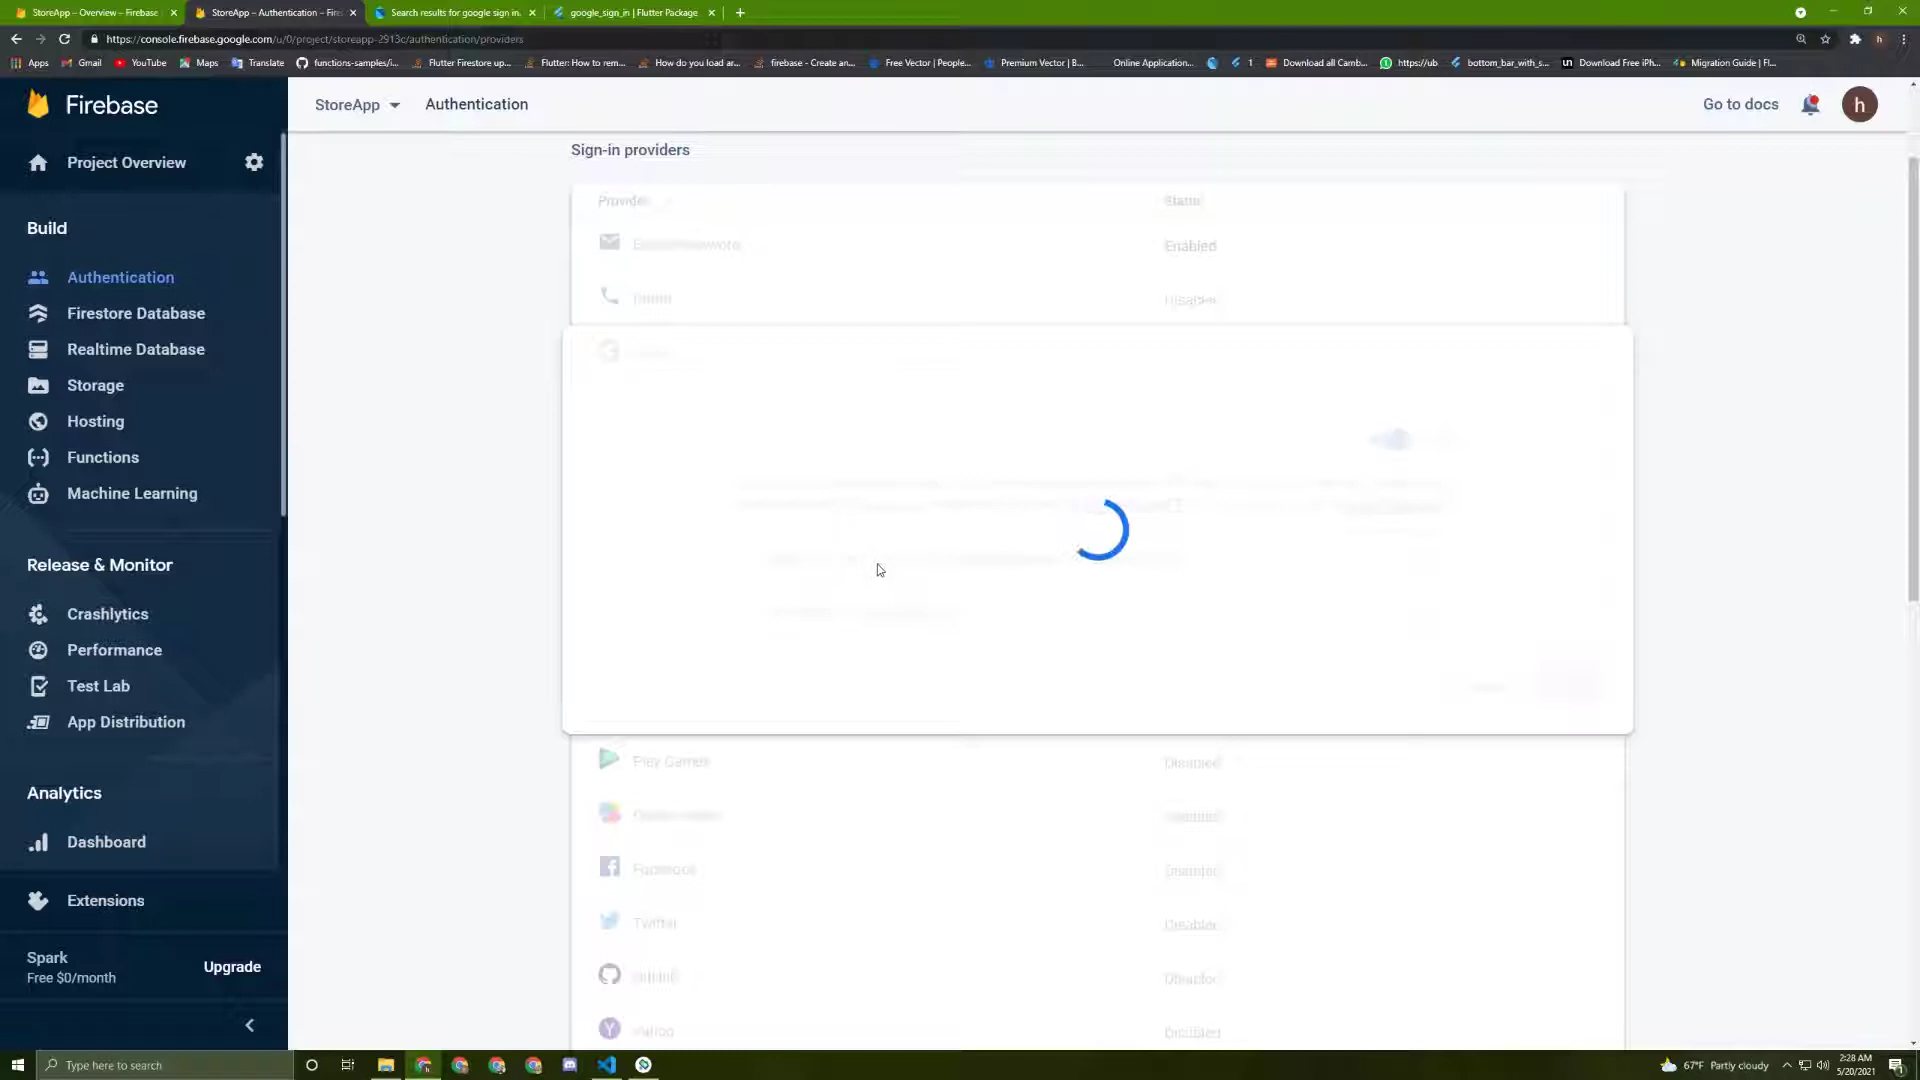 StoreApp – Overview – Firebase
StoreApp – Authentication – Fire
Search results for google sign in.
google_sign_in | Flutter Package
https://console.firebase.google.com/u/0/project/storeapp-2913c/authentication/providers
h
Apps
Gmail
YouTube
Maps
Translate
functions-samples/i...
Flutter Firestore up...
Flutter: How to rem...
How do you load ar...
firebase - Create an...
Free Vector | People...
Premium Vector | B...
Online Application...
1
Download all Camb...
https://ub
bottom_bar_with_s...
un
Download Free iPh...
Migration Guide | Fl...
Firebase
StoreApp
Authentication
Go to docs
h
Project Overview
Build
Authentication
Firestore Database
Realtime Database
Storage
Hosting
Functions
Machine Learning
Release & Monitor
Crashlytics
Performance
Test Lab
App Distribution
Analytics
Dashboard
Extensions
Spark
Free $0/month
Upgrade
Sign-in providers
Provider
Status
Enabled
Disabled
Play Games
Disabled
Facebook
Disabled
Twitter
Disabled
GitHub
Disabled
Yahoo
Disabled
Type here to search
67°F Partly cloudy
2:28 AM
5/20/2021